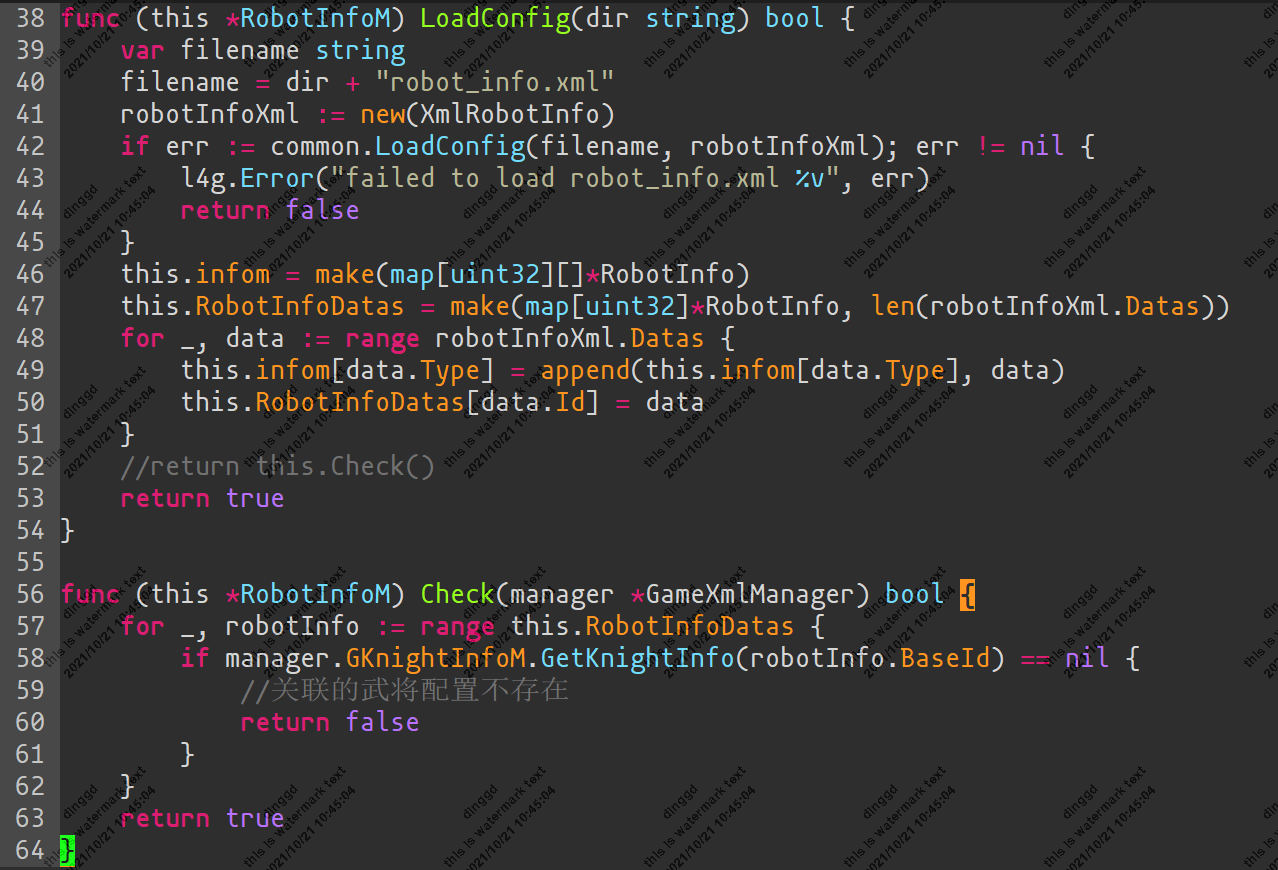 38 func (this *RobotInfoM) LoadConfig(dir string) bool {
39     var filename string
40     filename = dir + "robot_info.xml"
41     robotInfoXml := new(XmlRobotInfo)
42     if err := common.LoadConfig(filename, robotInfoXml); err != nil {
43         l4g.Error("failed to load robot_info.xml %v", err)
44         return false
45     }
46     this.infom = make(map[uint32][]*RobotInfo)
47     this.RobotInfoDatas = make(map[uint32]*RobotInfo, len(robotInfoXml.Datas))
48     for _, data := range robotInfoXml.Datas {
49         this.infom[data.Type] = append(this.infom[data.Type], data)
50         this.RobotInfoDatas[data.Id] = data
51     }
52     //return this.Check()
53     return true
54 }
55
56 func (this *RobotInfoM) Check(manager *GameXmlManager) bool {
57     for _, robotInfo := range this.RobotInfoDatas {
58         if manager.GKnightInfoM.GetKnightInfo(robotInfo.BaseId) == nil {
59             //关联的武将配置不存在
60             return false
61         }
62     }
63     return true
64 }
dinggd
this is watermark text
2021/10/21 10:45:04